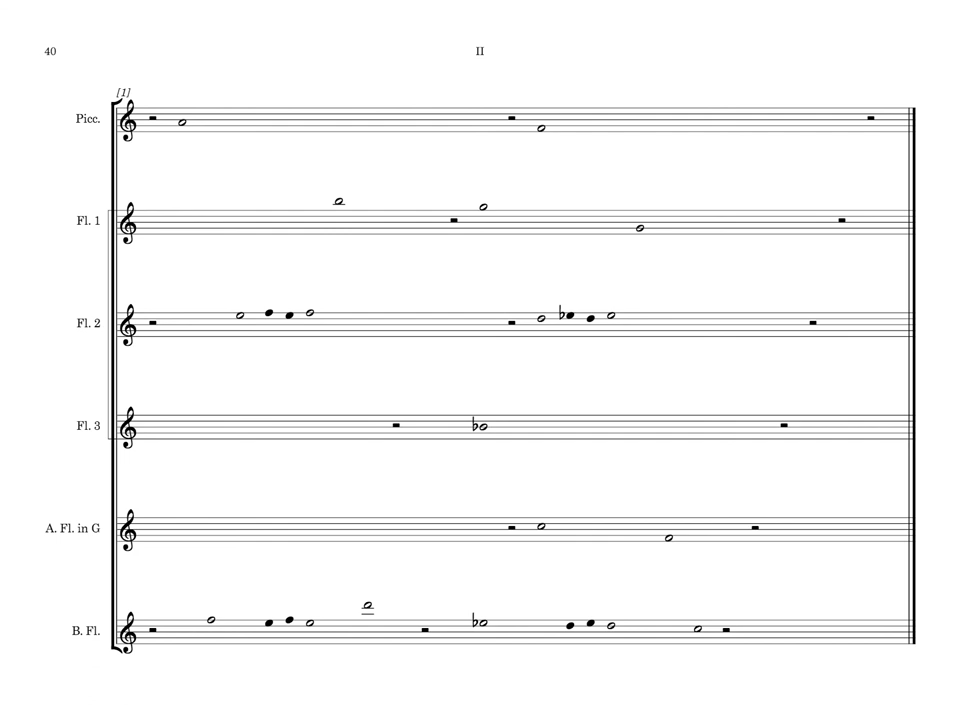 40
II
[1]
Picc.
Fl. 1
Fl. 2
Fl. 3
A. Fl. in G
B. Fl.